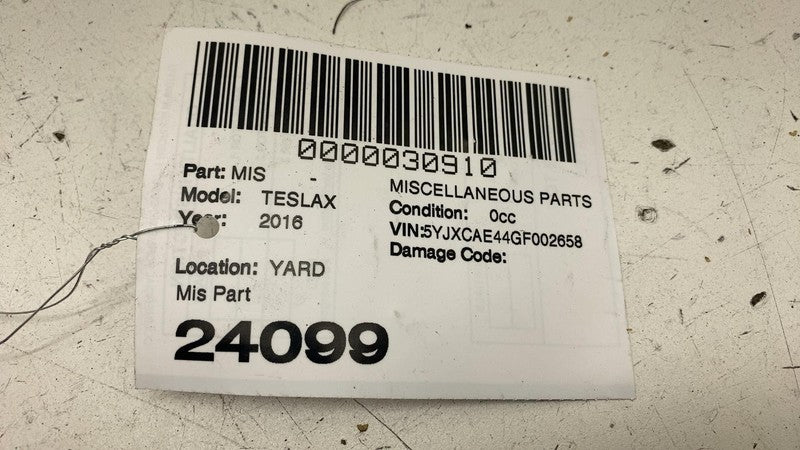 0000030910
Part: MIS -
MISCELLANEOUS PARTS
Model: TESLAX
Condition: 0cc
Year: 2016
VIN:5YJXCAE44GF002658
Damage Code:
Location: YARD
Mis Part
24099